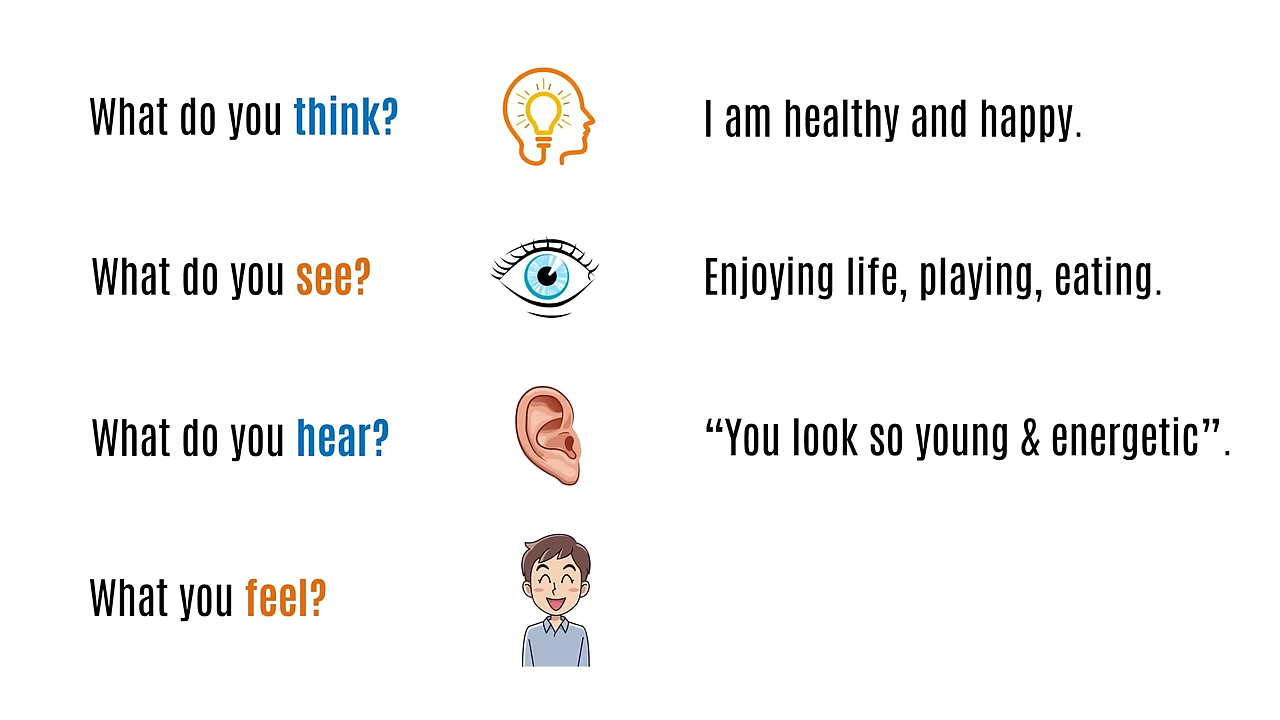 What do you think?
I am healthy and happy.
What do you see?
Enjoying life, playing, eating.
What do you hear?
“You look so young & energetic”.
What you feel?